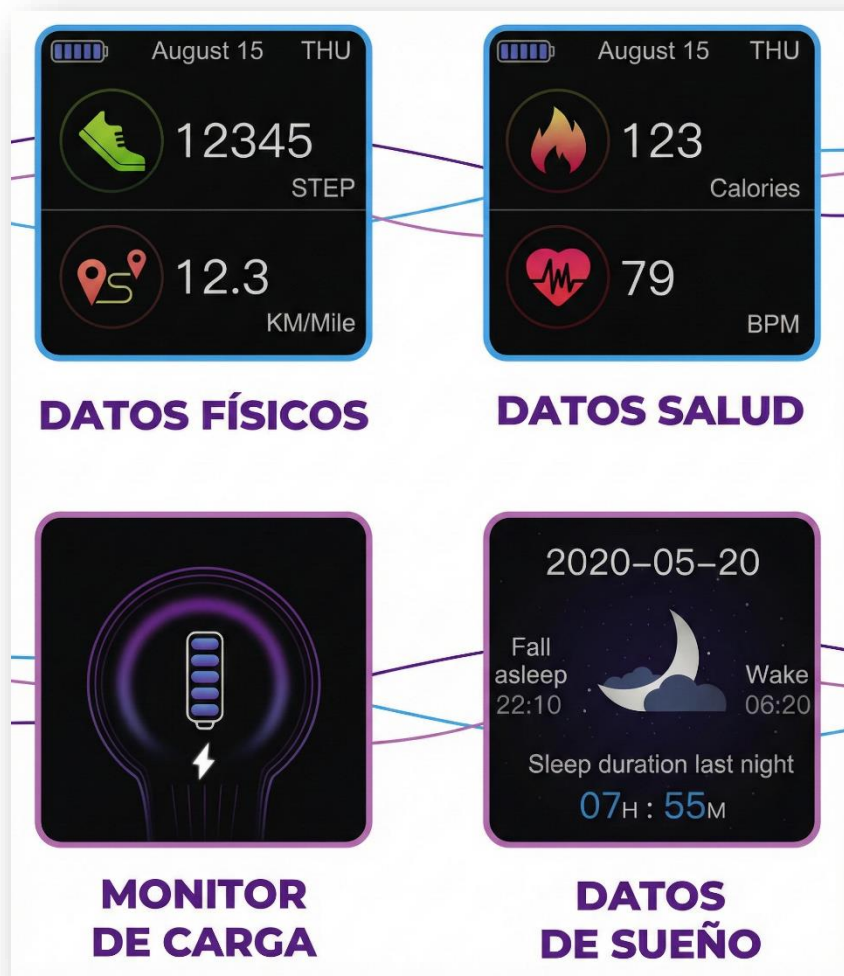 August 15 THU
12345
STEP
12.3
KM/Mile
DATOS FÍSICOS
August 15 THU
123
Calories
79
BPM
DATOS SALUD
MONITOR
DE CARGA
2020-05-20
Fall
asleep
22:10
Wake
06:20
Sleep duration last night
07H : 55M
DATOS
DE SUEÑO